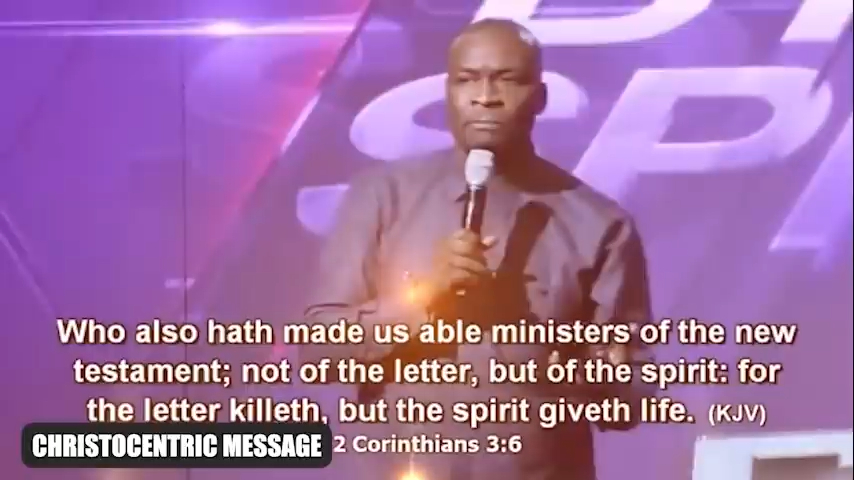 SPI
Who also hath made us able ministers of the new
testament; not of the letter, but of the spirit: for
the letter killeth, but the spirit giveth life. (KJV)
CHRISTOCENTRIC MESSAGE
2 Corinthians 3:6